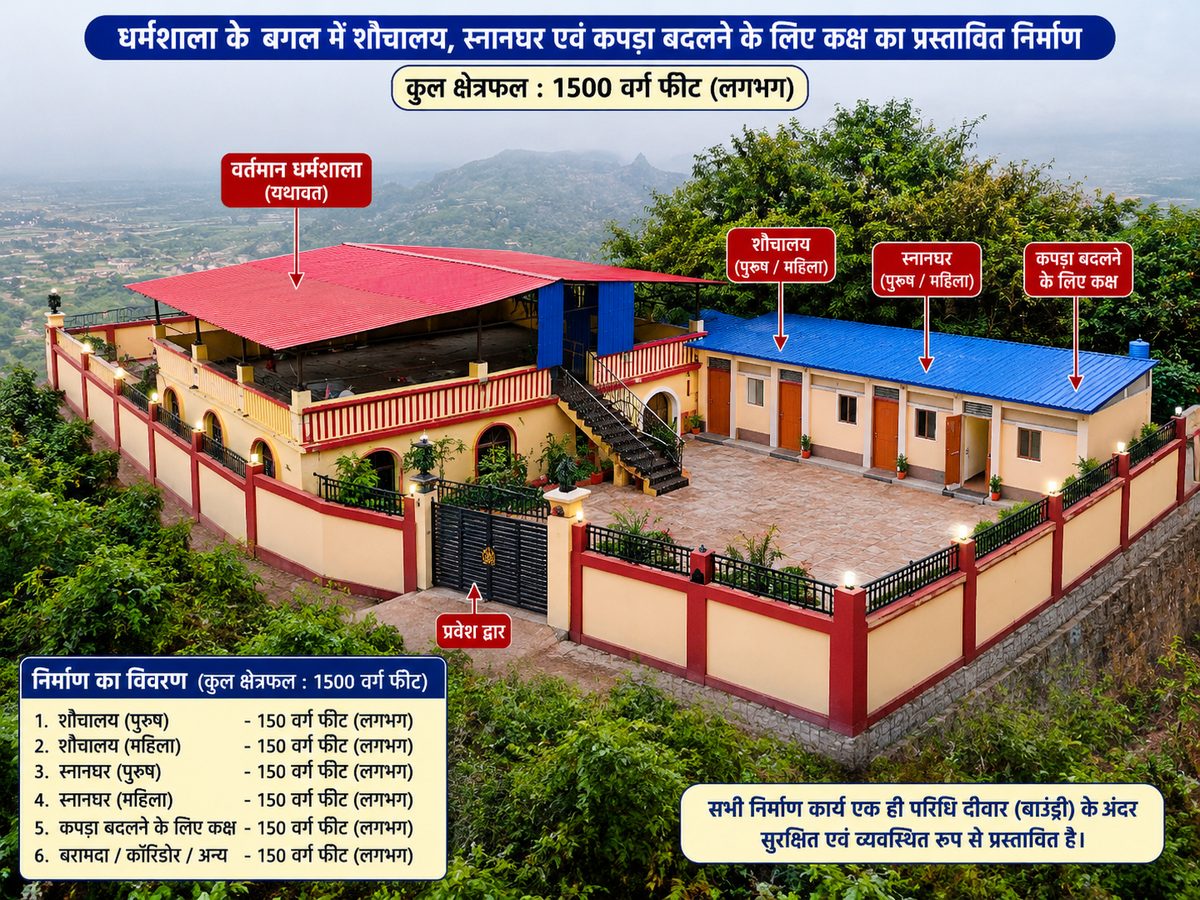 धर्मशाला के बगल में शौचालय, स्नानघर एवं कपड़ा बदलने के लिए कक्ष का प्रस्तावित निर्माण
कुल क्षेत्रफल : 1500 वर्ग फीट (लगभग)
वर्तमान धर्मशाला
(यथावत)
शौचालय
(पुरूष / महिला)
स्नानघर
(पुरूष / महिला)
कपड़ा बदलने
के लिए कक्ष
प्रवेश द्वार
निर्माण का विवरण (कुल क्षेत्रफल : 1500 वर्ग फीट)
1. शौचालय (पुरुष) - 150 वर्ग फीट (लगभग)
2. शौचालय (महिला) - 150 वर्ग फीट (लगभग)
3. स्नानघर (पुरुष) - 150 वर्ग फीट (लगभग)
4. स्नानघर (महिला) - 150 वर्ग फीट (लगभग)
5. कपड़ा बदलने के लिए कक्ष - 150 वर्ग फीट (लगभग)
6. बरामदा / कॉरिडोर / अन्य - 150 वर्ग फीट (लगभग)
सभी निर्माण कार्य एक ही परिधि दीवार (बाउंड्री) के अंदर
सुरक्षित एवं व्यवस्थित रूप से प्रस्तावित है।